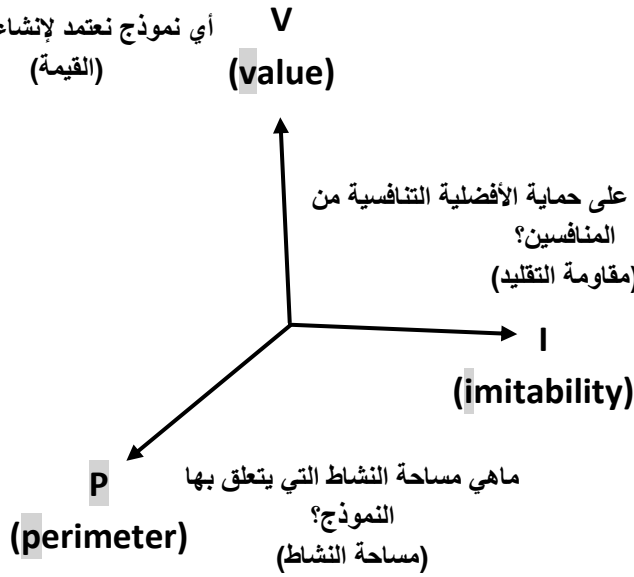 V
أي نموذج نعتمد لإنشاء
(القيمة)
(value)
على حماية الأفضلية التنافسية من
المنافسين؟
(مقاومة التقليد)
I
(imitability)
P
(perimeter)
ماهي مساحة النشاط التي يتعلق بها
النموذج؟
(مساحة النشاط)